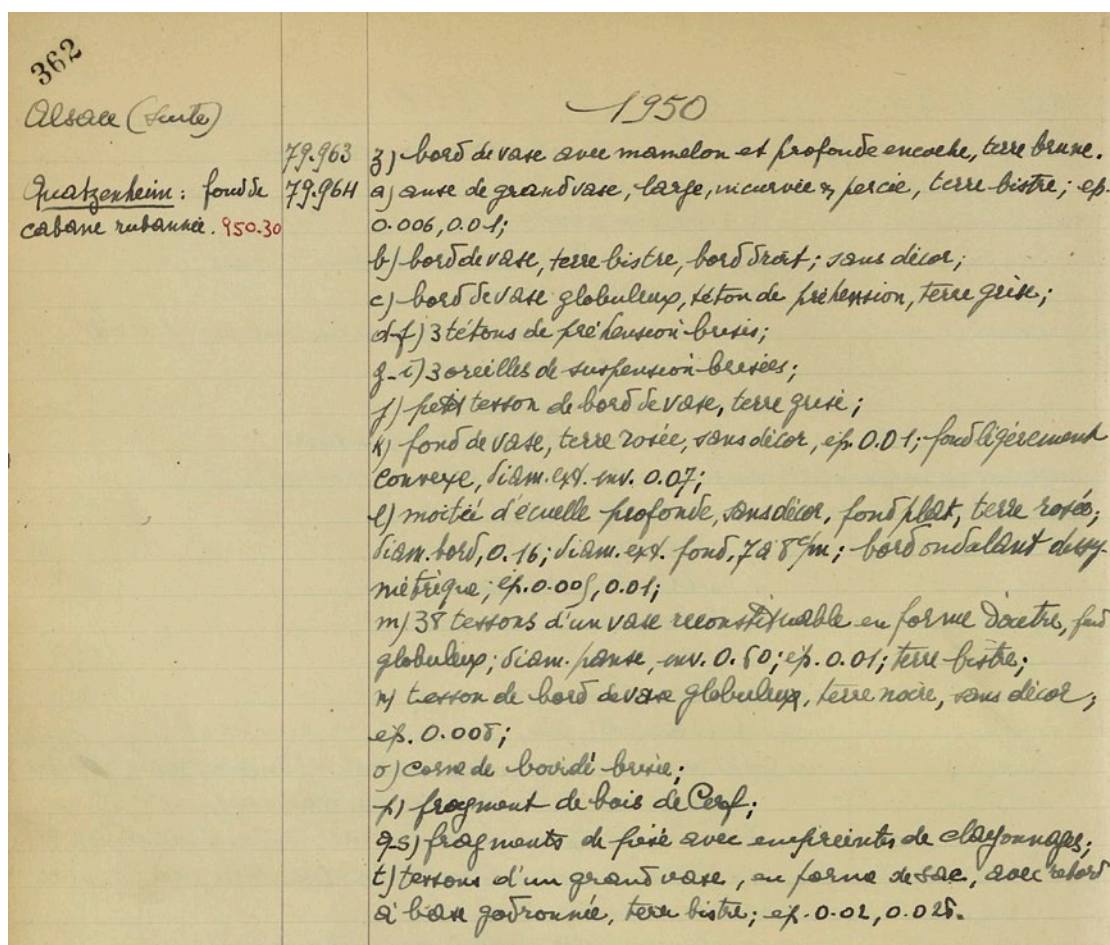 362
Alsace (suite)
1950
79.963 z) bord de vase avec mamelon et profonde encoche, terre brune.
Quatzenheim: fond de 79.964 a) anse de grand vase, large, incurvée & percée, terre bistre; ép.
cabane rubannée. 950.30 0.006, 0.01;
b) bord de vase, terre bistre, bord droit; sans décor;
c) bord de vase globuleux, téton de préhension, terre grise;
d-f) 3 tétons de préhension brisés;
g-i) 3 oreilles de suspension brisées;
j) petit tesson de bord de vase, terre grise;
k) fond de vase, terre rosée, sans décor, ép. 0.01; fond légèrement
convexe, diam. ext. env. 0.07;
l) moitié d'écuelle profonde, sans décor, fond plat, terre rosée;
diam. bord, 0.16; diam. ext. fond, 7 à 8 c/m; bord ondulant dissy-
métrique; ép. 0.005, 0.01;
m) 38 tessons d'un vase reconstituable en forme d'outre, fond
globuleux; diam. panse, env. ; ép. 0.01; terre bistre;
n) tesson de bord de vase globuleux, terre noire, sans décor;
ép.
o) corne de bovidé brisée;
p) fragment de bois de Cerf;
q-s) fragments de pisé avec empreintes de clayonnages;
t) tessons d'un grand vase, en forme de sac, avec rebord
à base godronnée, terre bistre; ép. 0.02, 0.025.